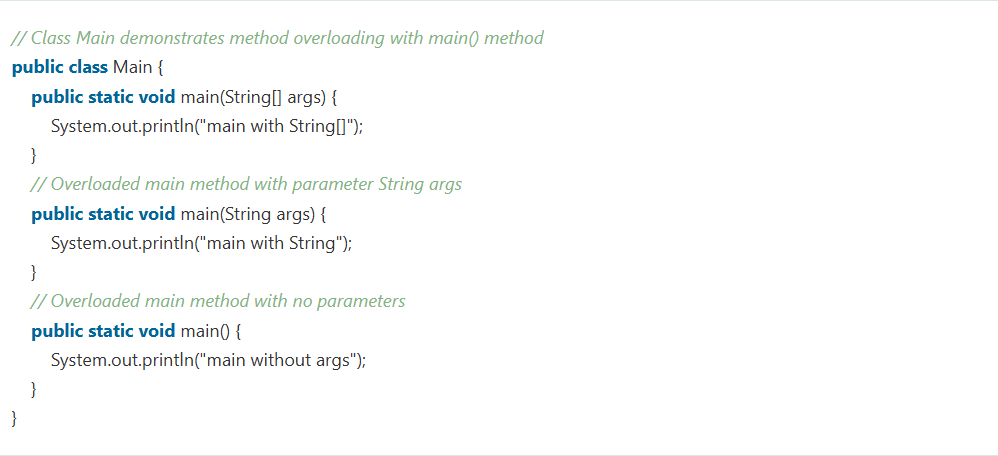 // Class Main demonstrates method overloading with main() method
public class Main {
public static void main(String[] args) {
System.out.println("main with String[]");
}
// Overloaded main method with parameter String args
public static void main(String args) {
System.out.println("main with String");
}
// Overloaded main method with no parameters
public static void main() {
System.out.println("main without args");
}
}